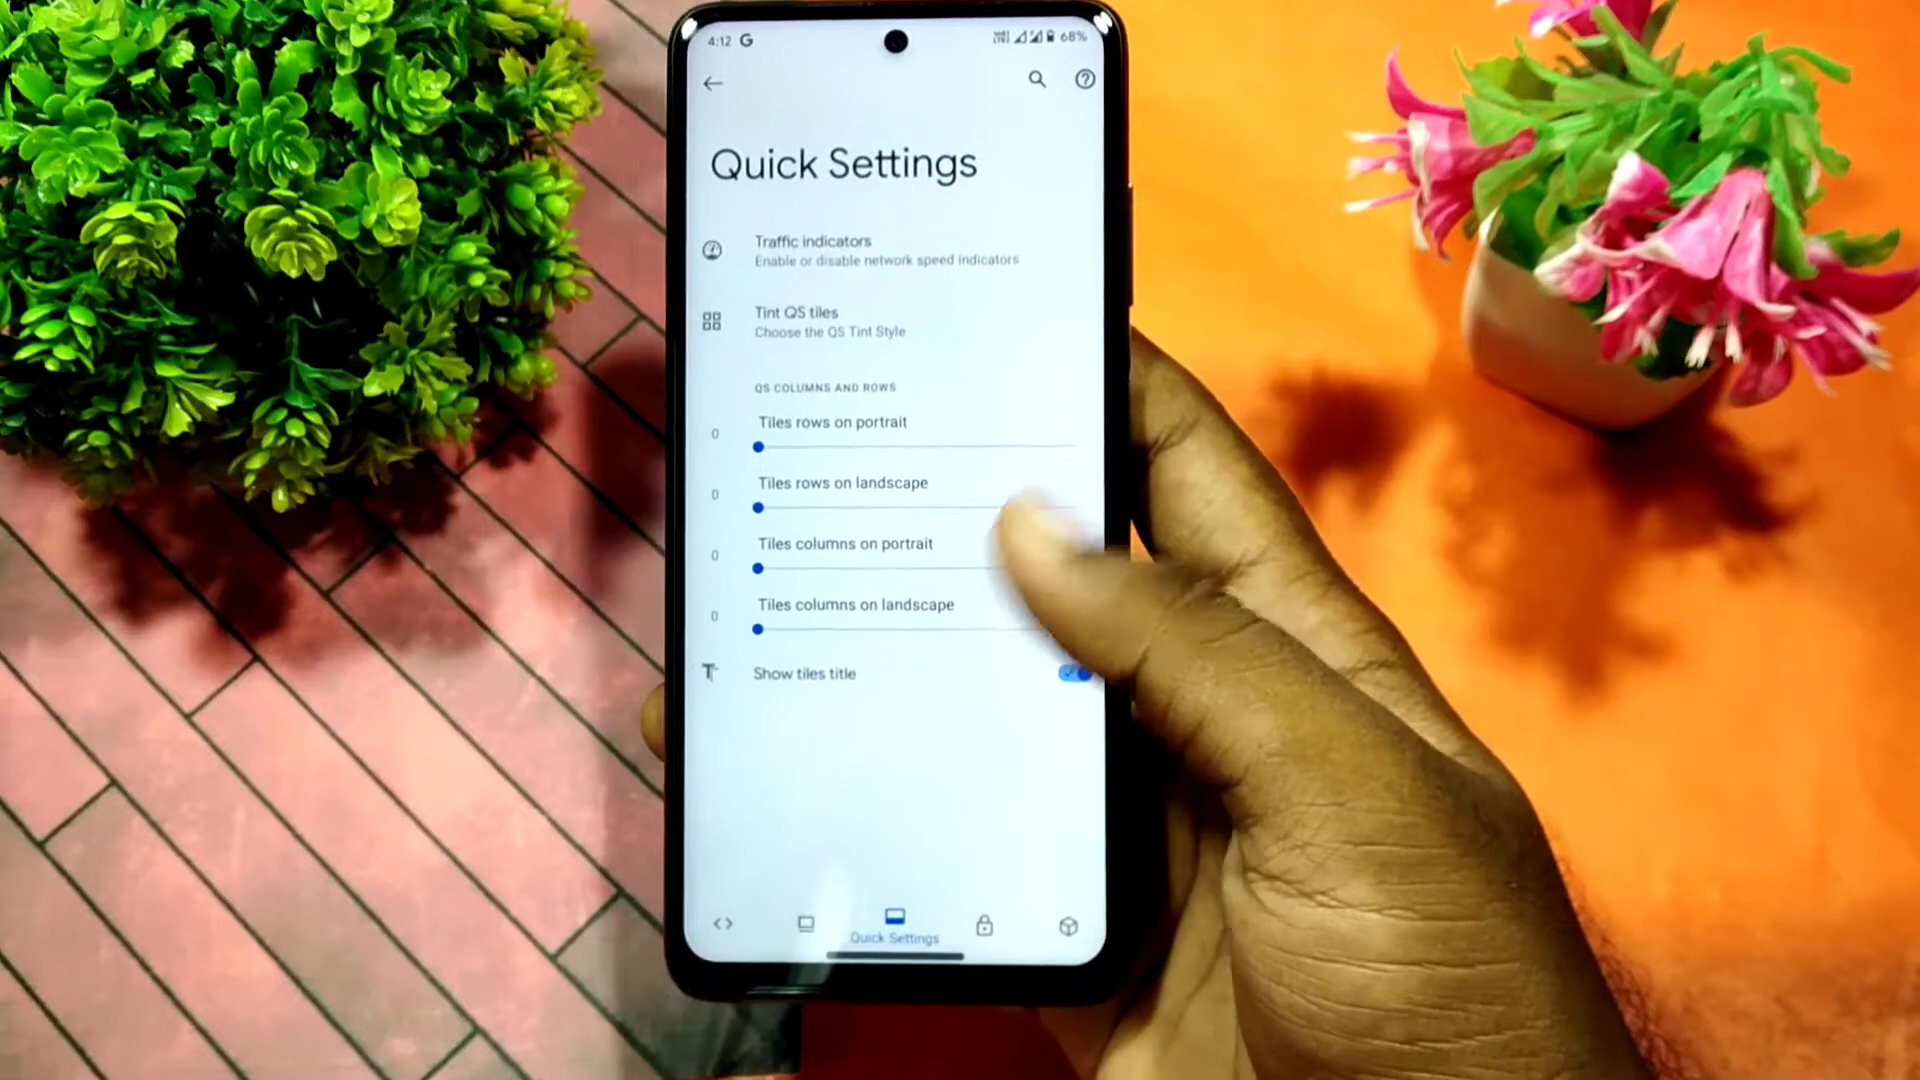 4:12 G 68%
Quick Settings
Traffic indicators
Enable or disable network speed indicators
Tint QS tiles
Choose the QS Tint Style
QS COLUMNS AND ROWS
Tiles rows on portrait
0
Tiles rows on landscape
0
Tiles columns on portrait
0
Tiles columns on landscape
0
Show tiles title
Quick Settings